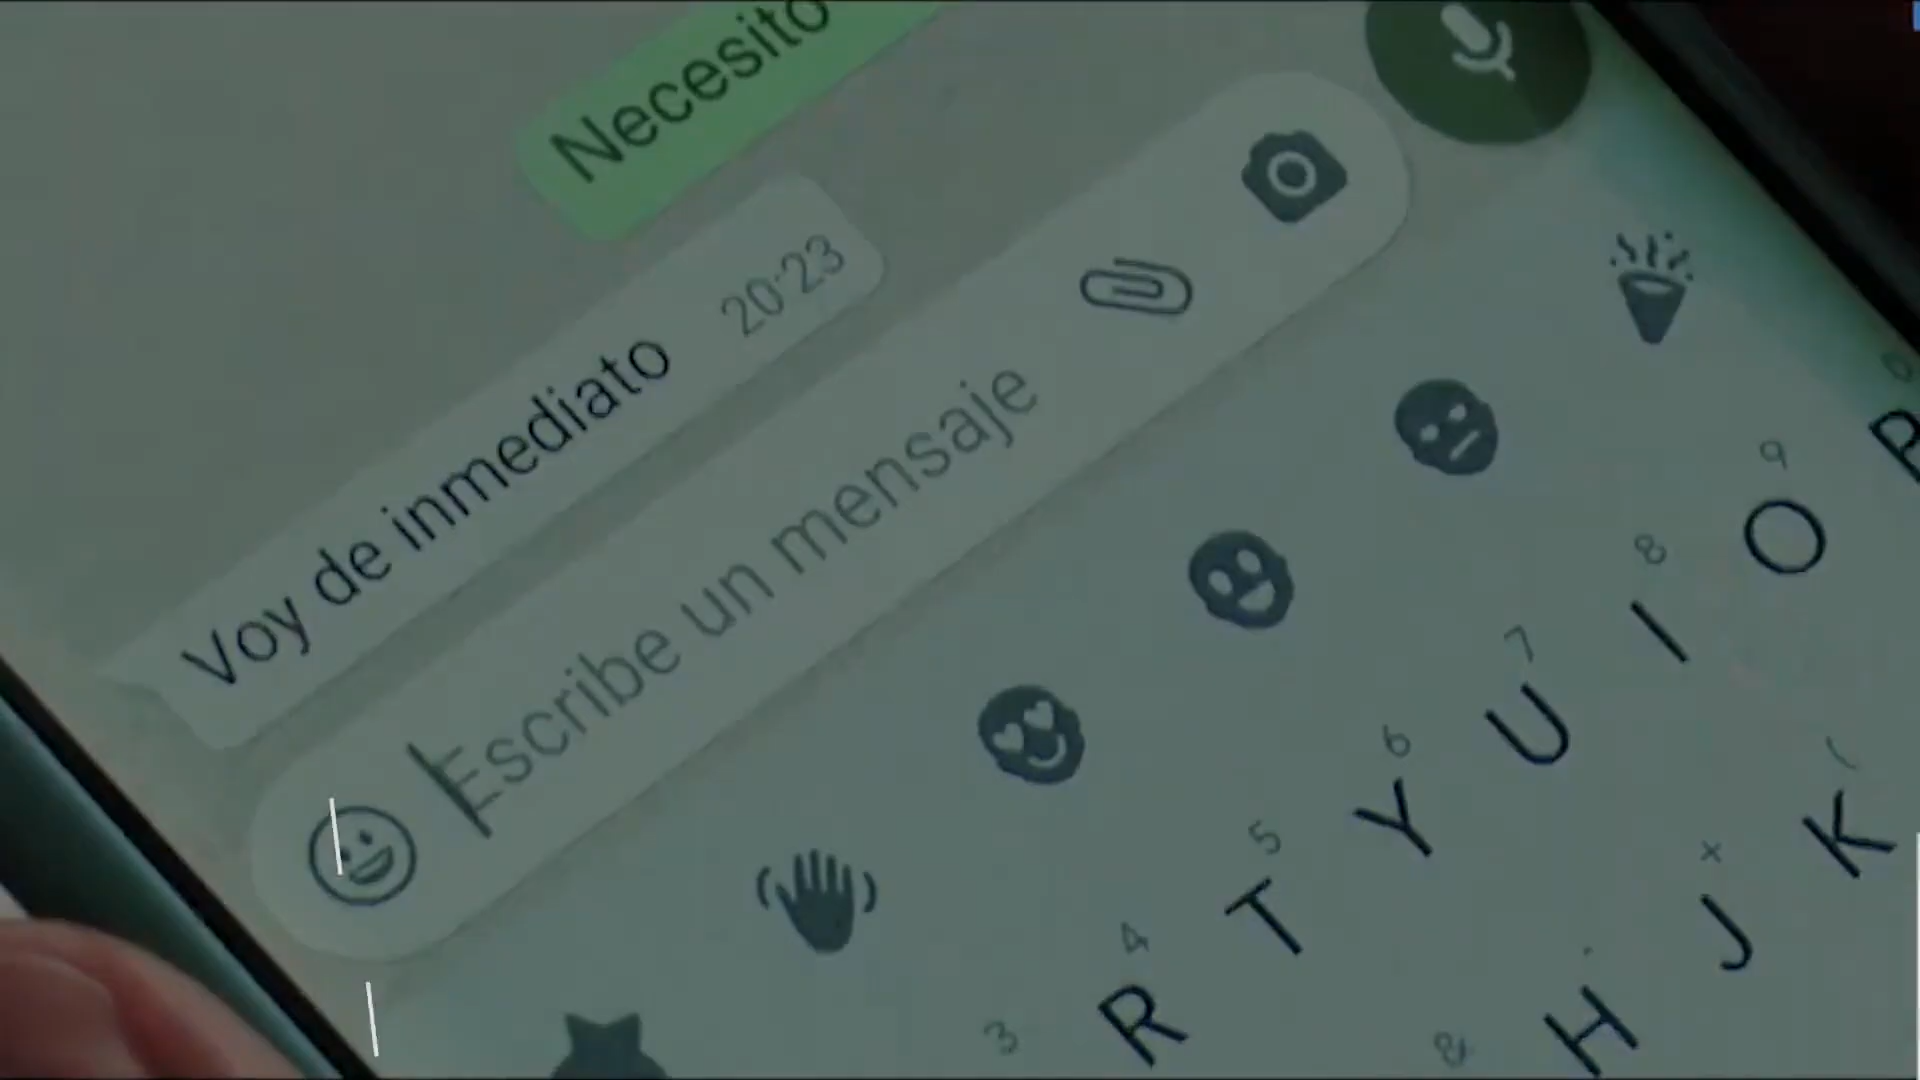 Necesito
Voy de inmediato 20:23
Escribe un mensaje
9
8
7
6
5
4
3
O
I
U
Y
T
R
K
J
H
x
&